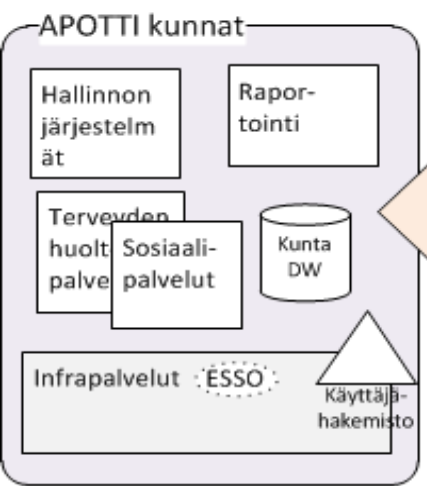 APOTTI kunnat
Hallinnon
järjestelm
ät
Rapor-
tointi
Terveyden
huolt
palve
Sosiaali-
palvelut
Kunta
DW
Infrapalvelut
ESSO
Käyttäjä-
hakemisto